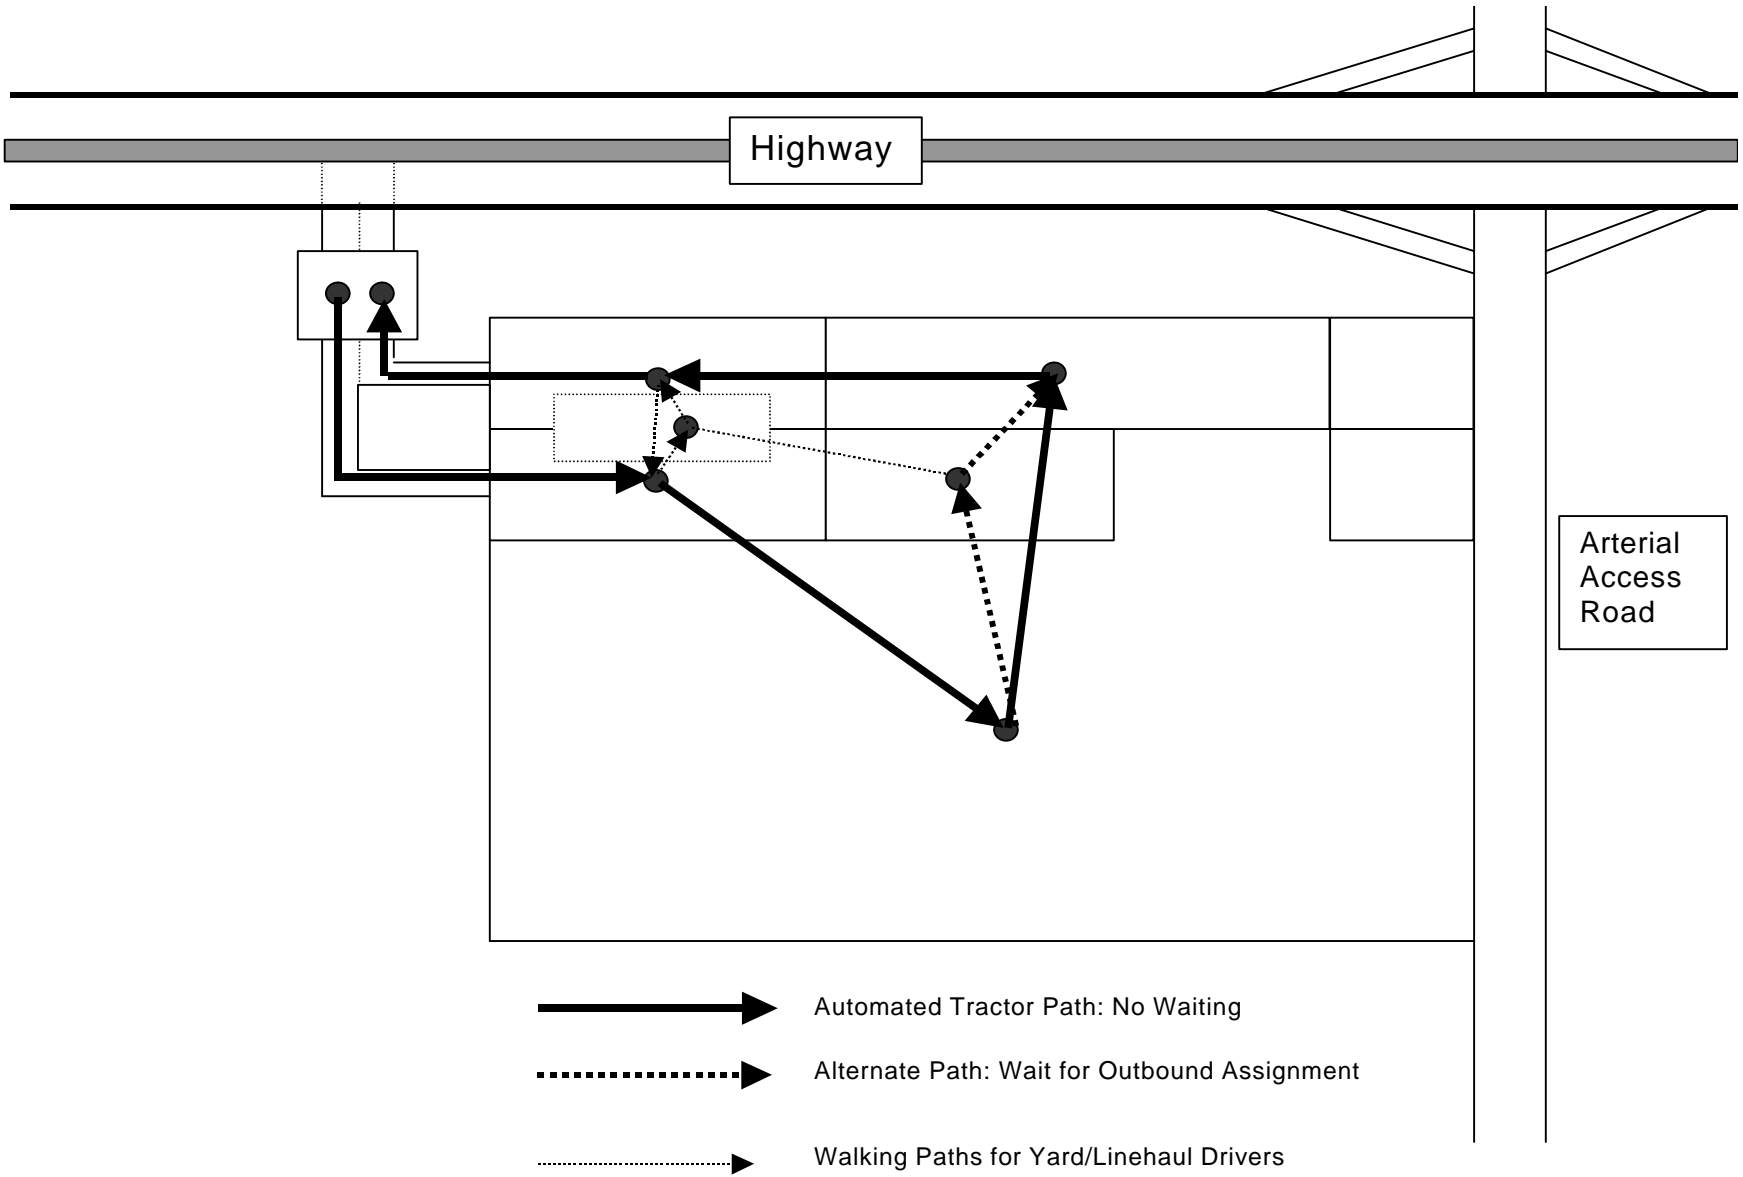 Highway
Arterial
Access
Road
Automated Tractor Path: No Waiting
Alternate Path: Wait for Outbound Assignment
Walking Paths for Yard/Linehaul Drivers